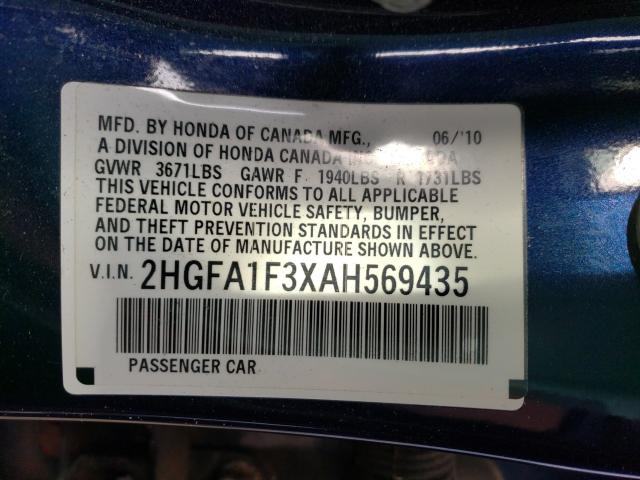 MFD. BY HONDA OF CANADA MFG., 06/'10
A DIVISION OF HONDA CANADA INC.
GVWR 3671LBS GAWR F 1940LBS R 1731LBS
THIS VEHICLE CONFORMS TO ALL APPLICABLE
FEDERAL MOTOR VEHICLE SAFETY, BUMPER,
AND THEFT PREVENTION STANDARDS IN EFFECT
ON THE DATE OF MANUFACTURE SHOWN ABOVE.
V.I.N. 2HGFA1F3XAH569435
PASSENGER CAR